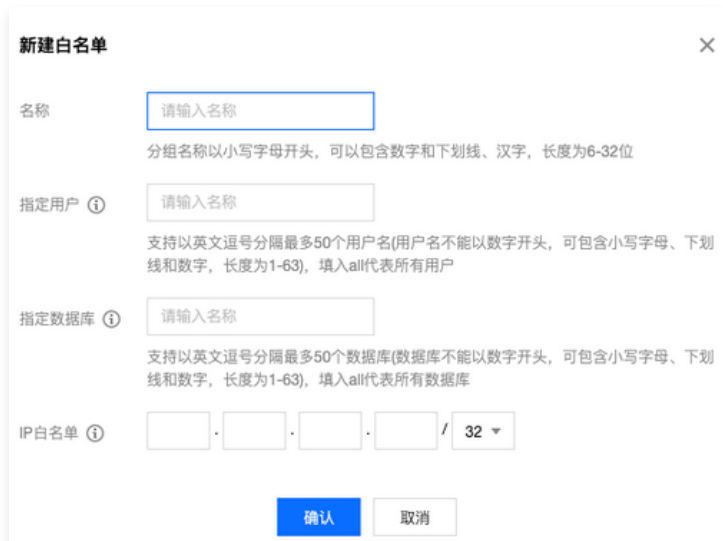 新建白名单
名称
请输入名称
分组名称以小写字母开头，可以包含数字和下划线、汉字，长度为6-32位
指定用户
请输入名称
支持以英文逗号分隔最多50个用户名(用户名不能以数字开头，可包含小写字母、下划
线和数字，长度为1-63)，填入all代表所有用户
指定数据库
请输入名称
支持以英文逗号分隔最多50个数据库(数据库不能以数字开头，可包含小写字母、下划
线和数字，长度为1-63)，填入all代表所有数据库
IP白名单 . . . / 32
确认 取消